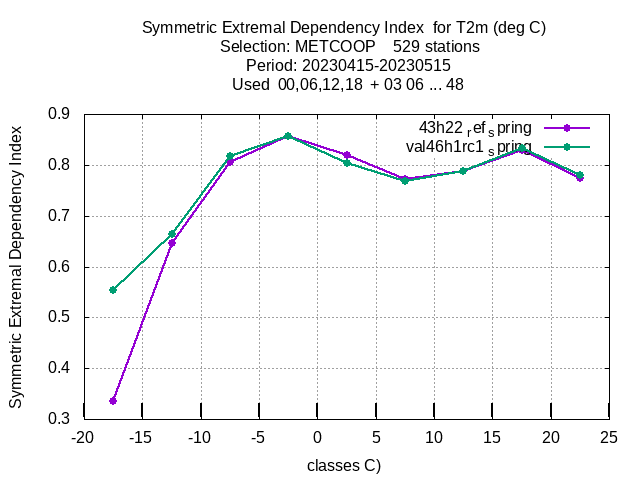 Symmetric Extremal Dependency Index  for T2m (deg C)
Selection: METCOOP    529 stations
Period: 20230415-20230515
Used  00,06,12,18  + 03 06 ... 48
43h22 ref spring
val46h1rc1 spring
Symmetric Extremal Dependency Index
0.9
0.8
0.7
0.6
0.5
0.4
0.3
-20 -15 -10 -5 0 5 10 15 20 25
classes C)